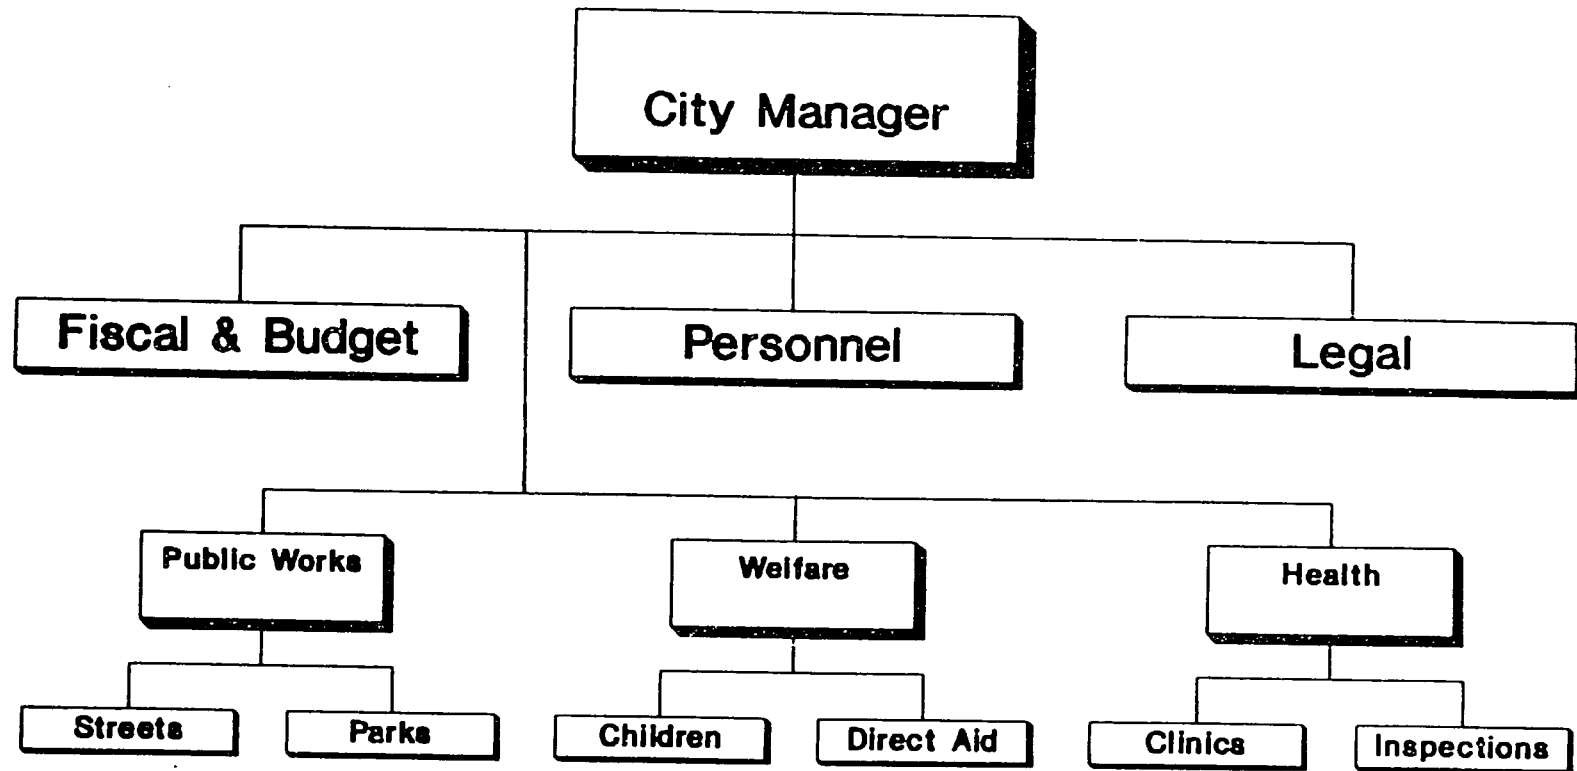 City Manager
Fiscal & Budget
Personnel
Legal
Public Works
Welfare
Health
Streets
Parks
Children
Direct Aid
Clinics
Inspections